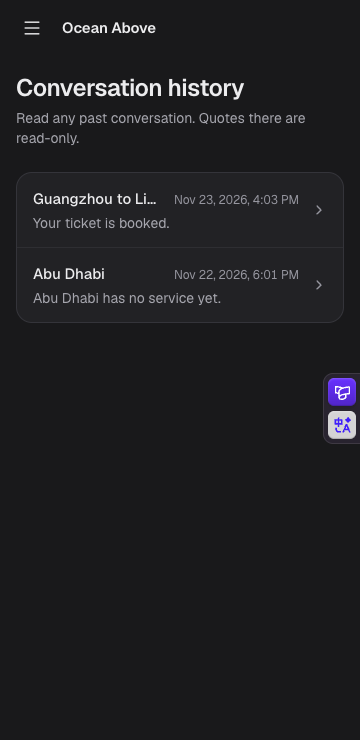 Ocean Above
Conversation history
Read any past conversation. Quotes there are
read-only.
Guangzhou to Li...
Nov 23, 2026, 4:03 PM
Your ticket is booked.
Abu Dhabi
Nov 22, 2026, 6:01 PM
Abu Dhabi has no service yet.
中A